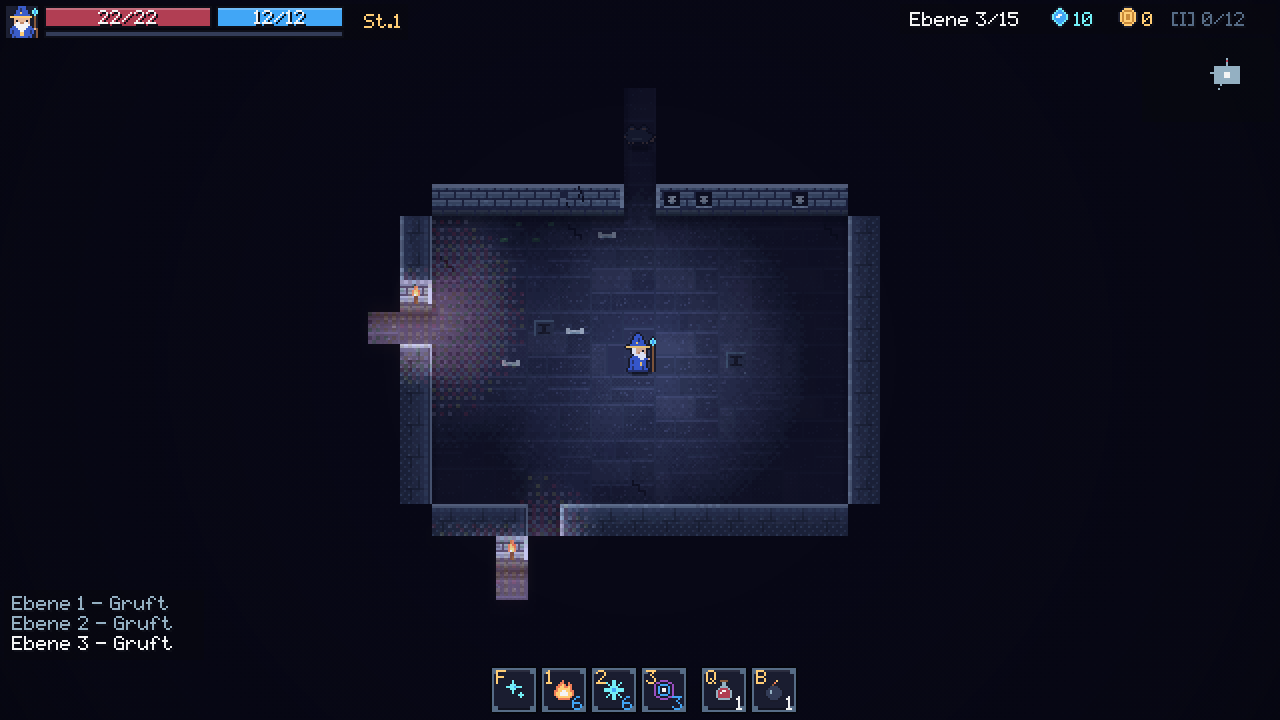 22/22 12/12 St.1 Ebene 3/15 10 0 [I] 0/12
Ebene 1 - Gruft
Ebene 2 - Gruft
Ebene 3 - Gruft
F 1 2 3 Q B
6 6 3 1 1